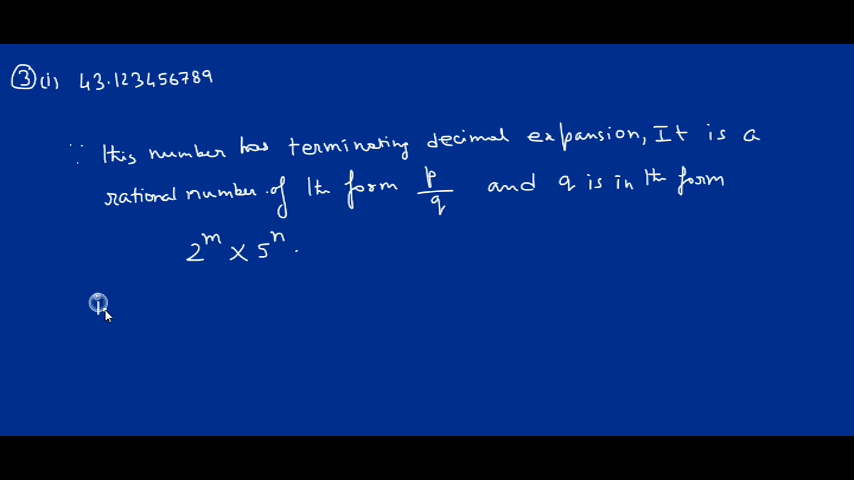 ③ (i) 43.123456789
∵ this number has terminating decimal expansion, It is a
rational number of the form p/q and q is in the form
2^m × 5^n.